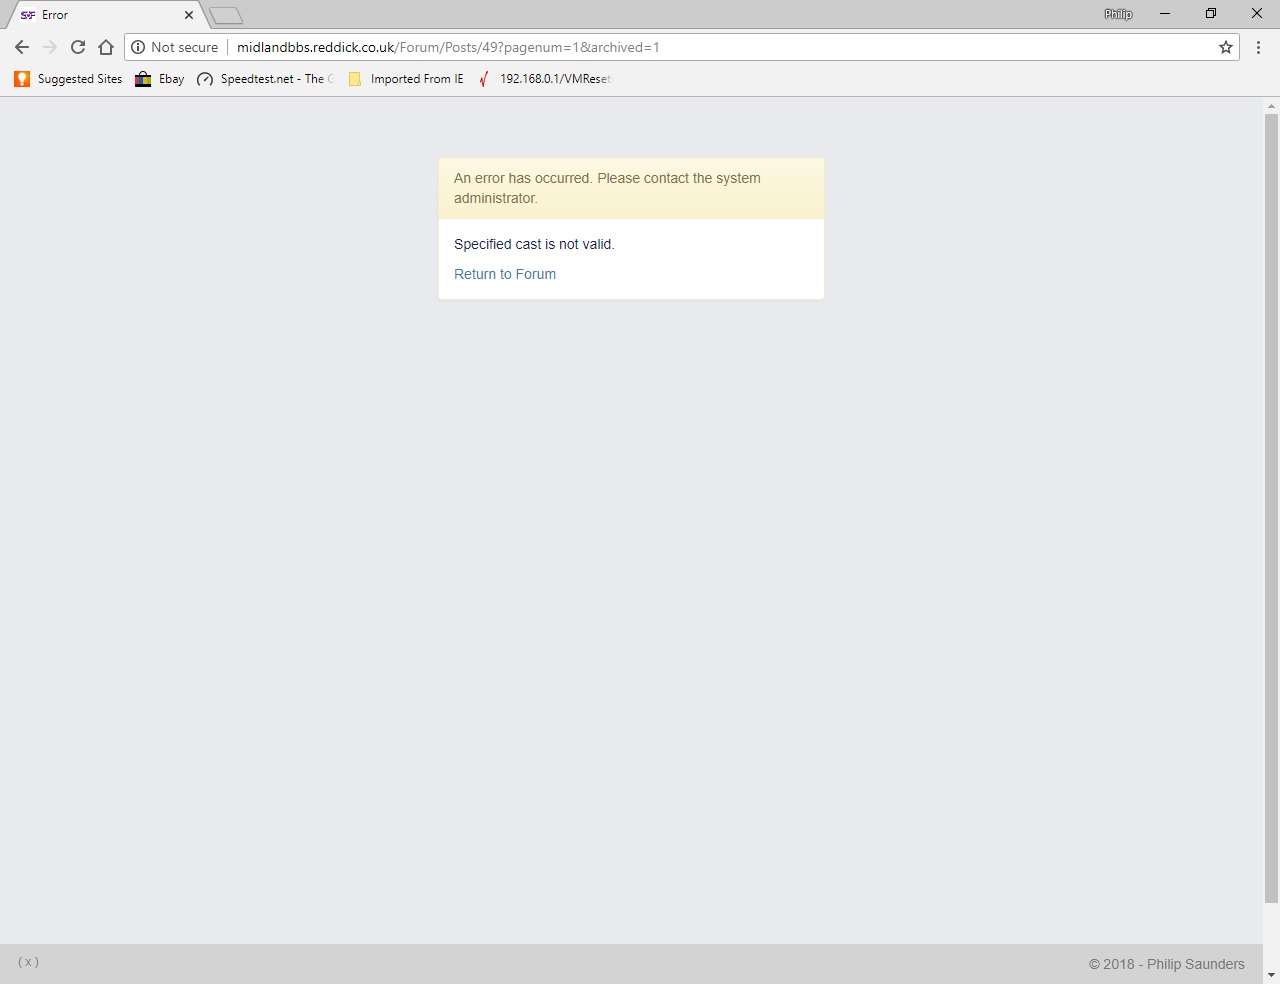 SXF Error
Philip
Not secure midlandbbs.reddick.co.uk/Forum/Posts/49?pagenum=1&archived=1
Suggested Sites Ebay Speedtest.net - The Imported From IE 192.168.0.1/VMReset
An error has occurred. Please contact the system
administrator.
Specified cast is not valid.
Return to Forum
( x ) © 2018 - Philip Saunders